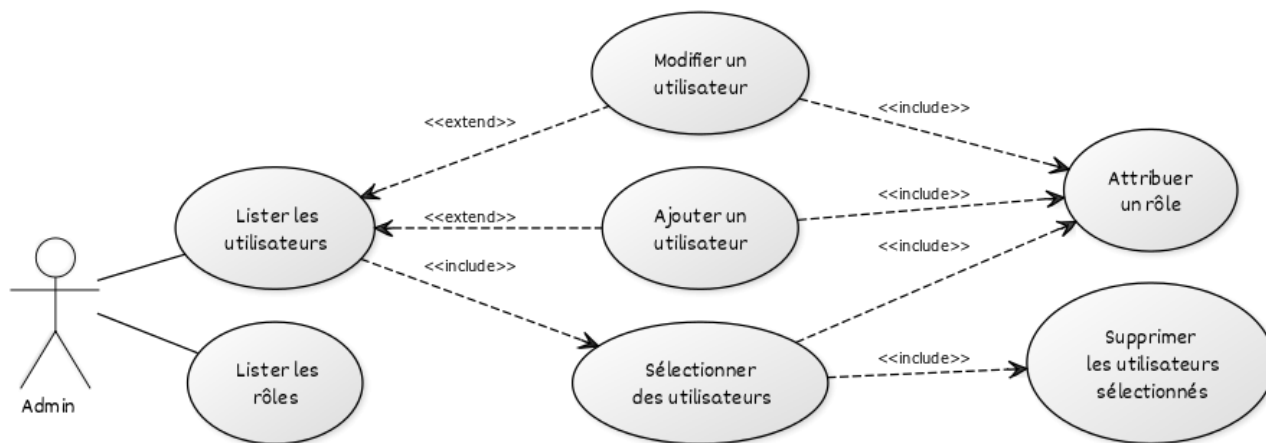 Modifier un
utilisateur
<<extend>>
<<include>>
Attribuer
un rôle
Lister les
utilisateurs
<<extend>>
Ajouter un
utilisateur
<<include>>
<<include>>
<<include>>
Admin
Lister les
rôles
Sélectionner
des utilisateurs
<<include>>
Supprimer
les utilisateurs
sélectionnés